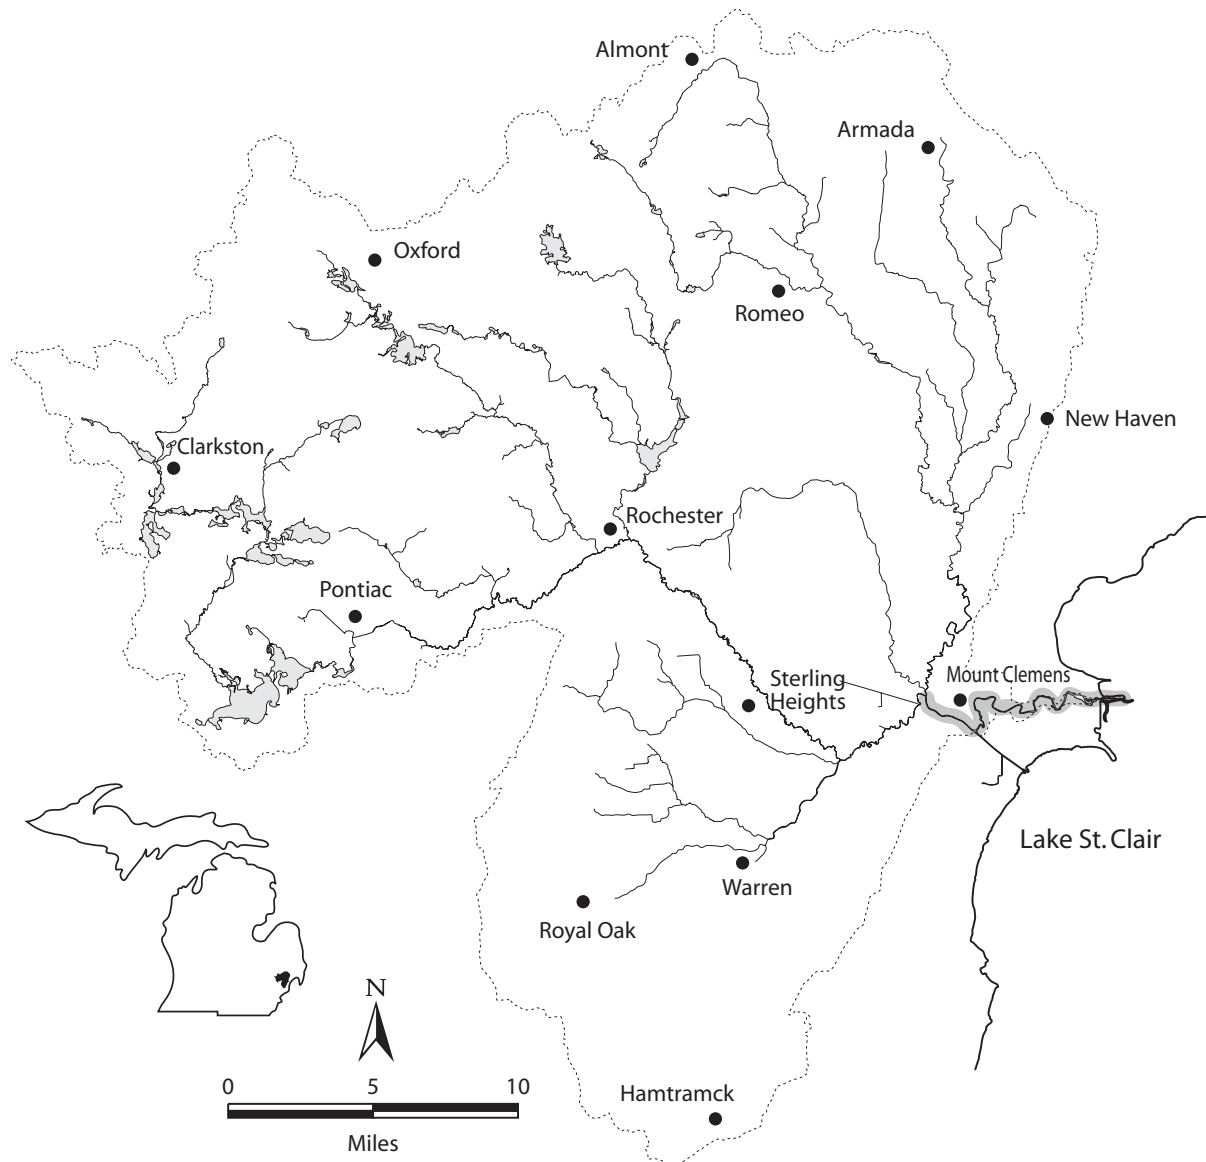 Almont
Armada
Oxford
Romeo
New Haven
Clarkston
Rochester
Pontiac
Mount Clemens
Sterling
Heights
Lake St. Clair
Warren
Royal Oak
N
0 5 10
Miles
Hamtramck